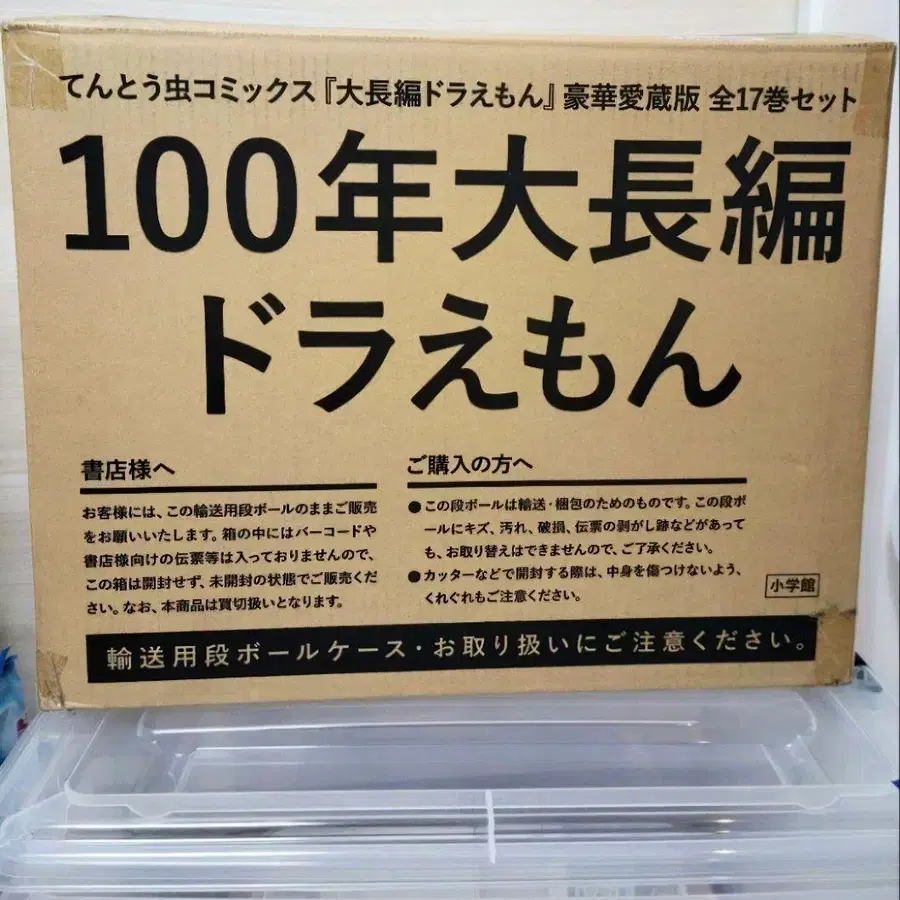 てんとう虫コミックス『大長編ドラえもん』豪華愛蔵版 全17巻セット
100年大長編
ドラえもん
書店様へ
お客様には、この輸送用段ボールのままご販売
をお願いいたします。箱の中にはバーコードや
書店様向けの伝票等は入っておりませんので、
この箱は開封せず、未開封の状態でご販売くだ
さい。なお、本商品は買切扱いとなります。
ご購入の方へ
●この段ボールは輸送・梱包のためのものです。この段ボ
ールにキズ、汚れ、破損、伝票の剥がし跡などがあって
も、お取り替えはできませんので、ご了承ください。
●カッターなどで開封する際は、中身を傷つけないよう、
くれぐれもご注意ください。
小学館
輸送用段ボールケース・お取り扱いにご注意ください。